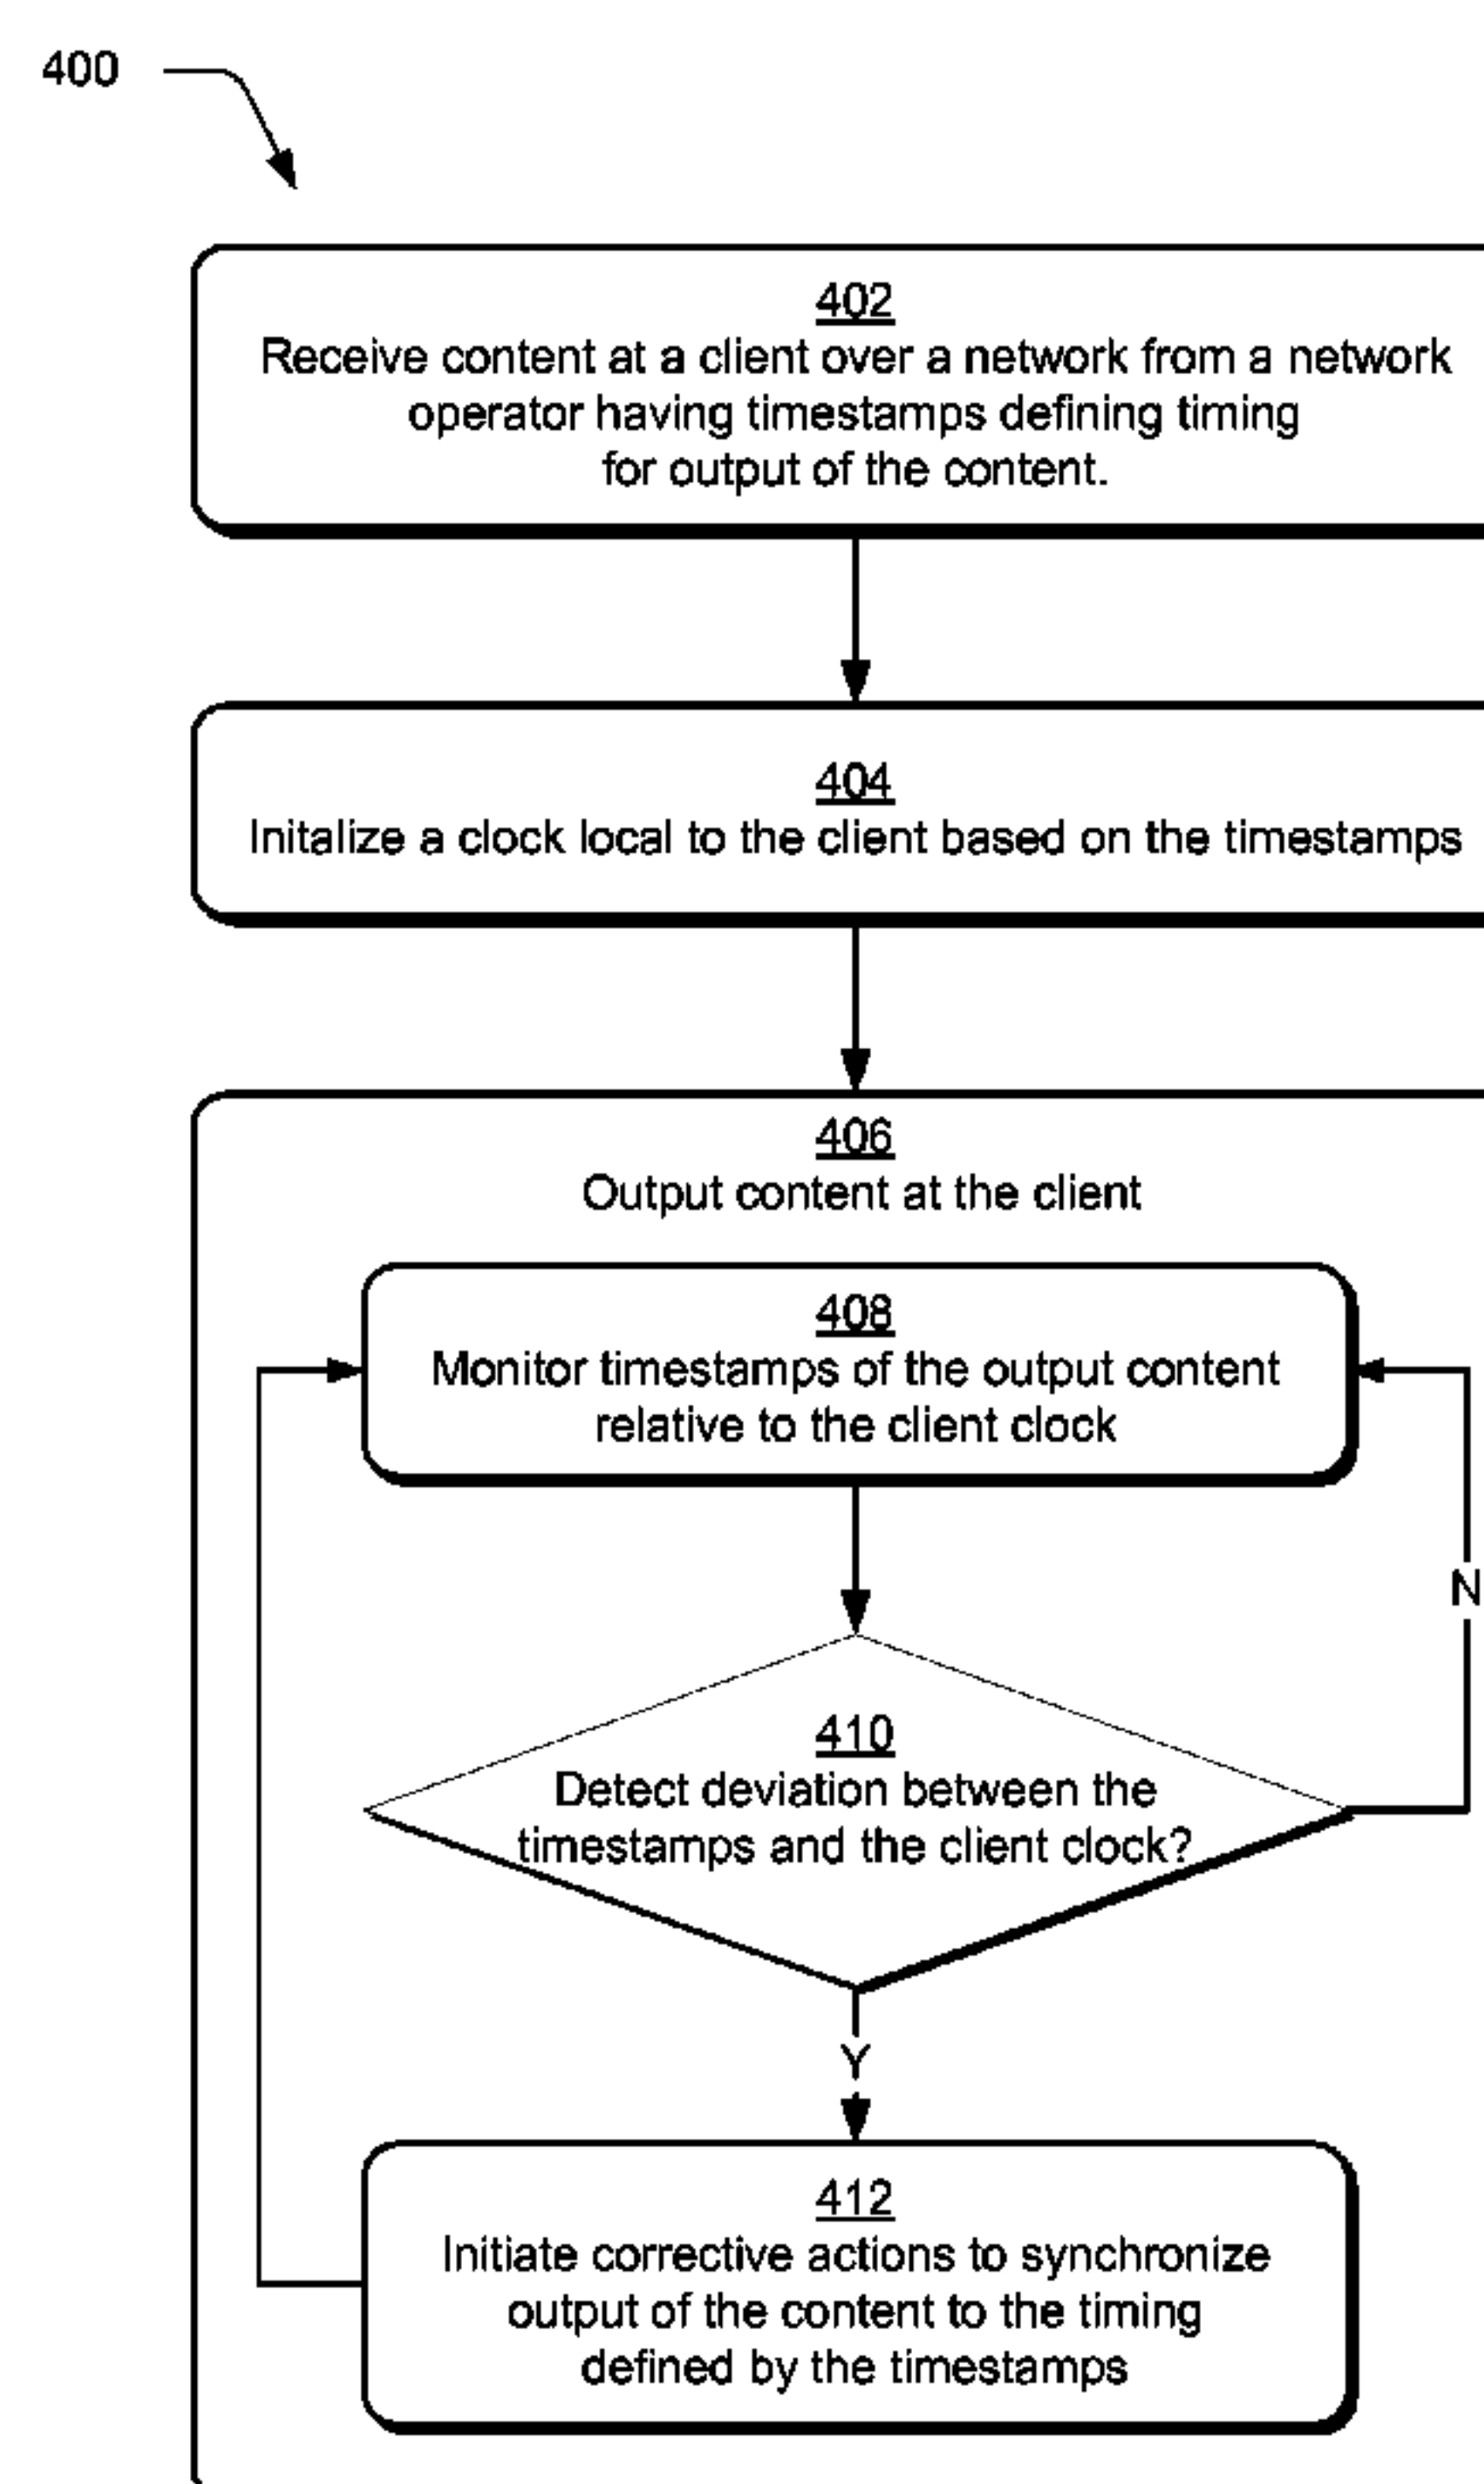 400
402
Receive content at a client over a network from a network
operator having timestamps defining timing
for output of the content.
404
Initalize a clock local to the client based on the timestamps
406
Output content at the client
408
Monitor timestamps of the output content
relative to the client clock
N
410
Detect deviation between the
timestamps and the client clock?
Y
412
Initiate corrective actions to synchronize
output of the content to the timing
defined by the timestamps